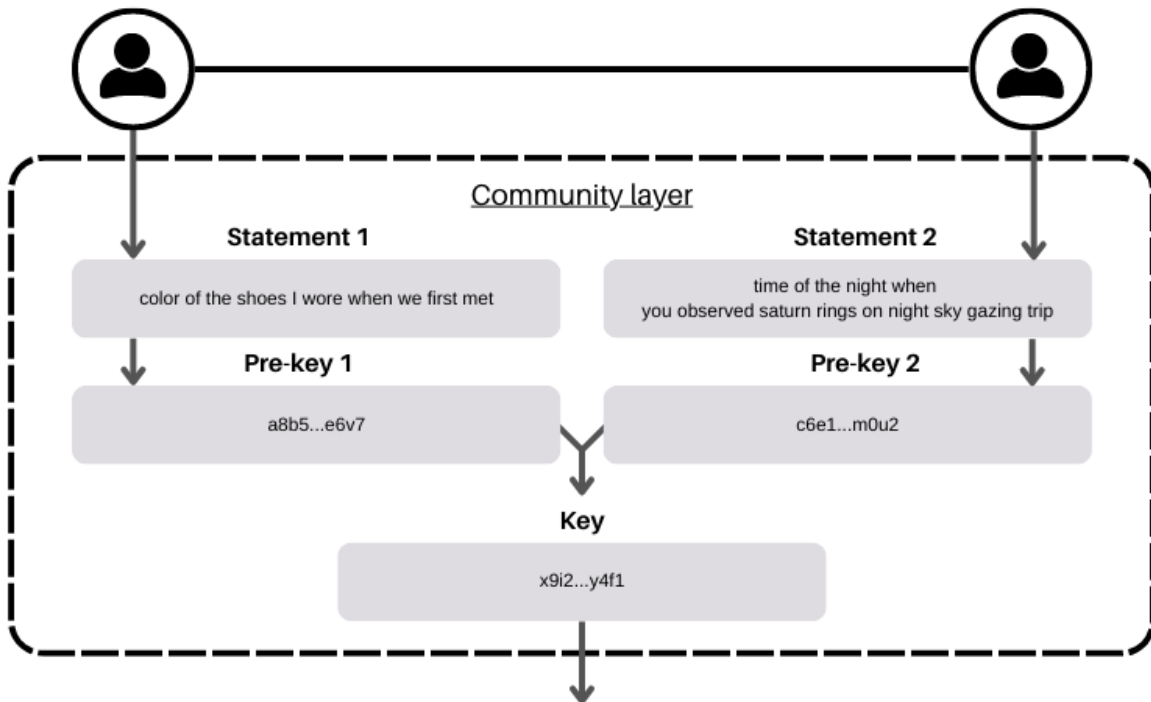 Community layer
Statement 1
Statement 2
color of the shoes I wore when we first met
time of the night when
you observed saturn rings on night sky gazing trip
Pre-key 1
Pre-key 2
a8b5...e6v7
c6e1...m0u2
Key
x9i2...y4f1